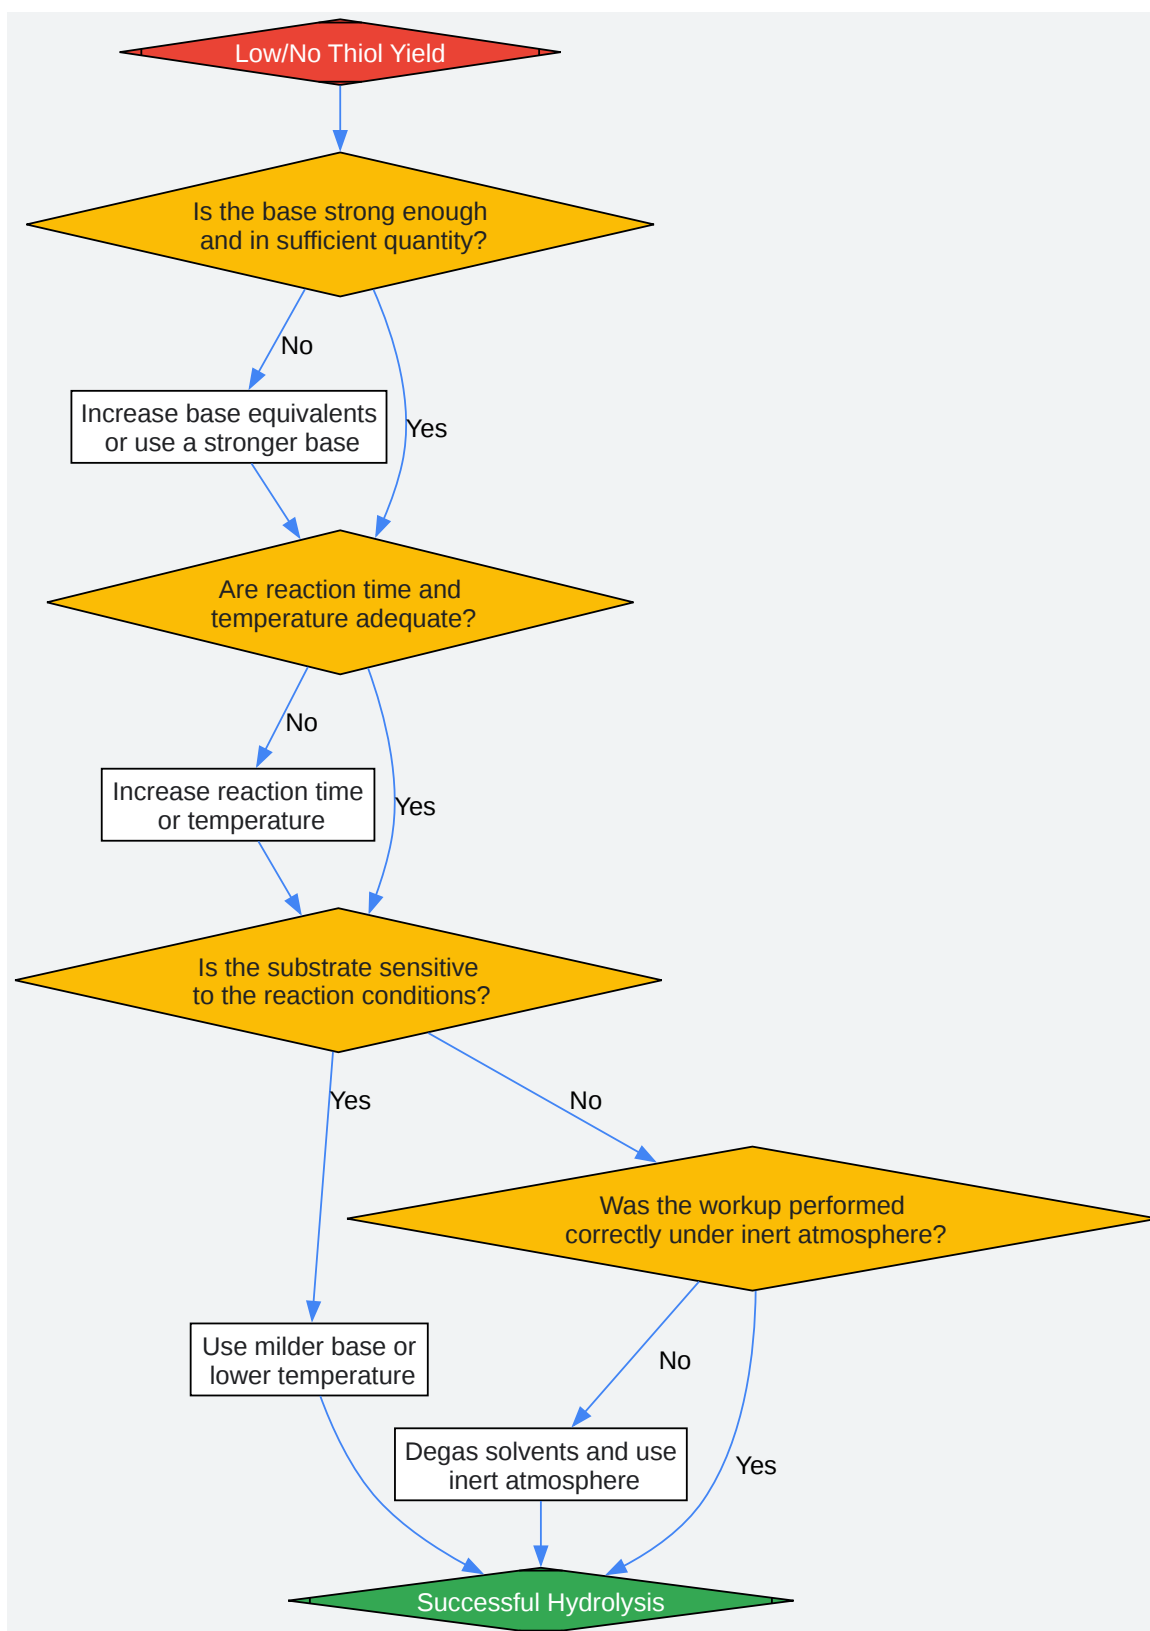 Low/No Thiol Yield
Is the base strong enough
and in sufficient quantity?
No
Increase base equivalents
or use a stronger base
Yes
Are reaction time and
temperature adequate?
No
Increase reaction time
or temperature
Yes
Is the substrate sensitive
to the reaction conditions?
Yes
No
Was the workup performed
correctly under inert atmosphere?
Use milder base or
lower temperature
No
Degas solvents and use
inert atmosphere
Yes
Successful Hydrolysis